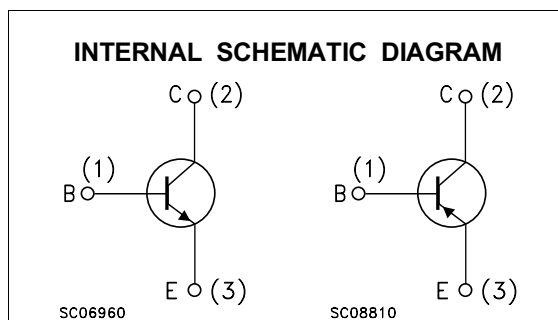 INTERNAL SCHEMATIC DIAGRAM
C (2)
C (2)
(1)
(1)
B
B
E (3)
E (3)
SC06960
SC08810